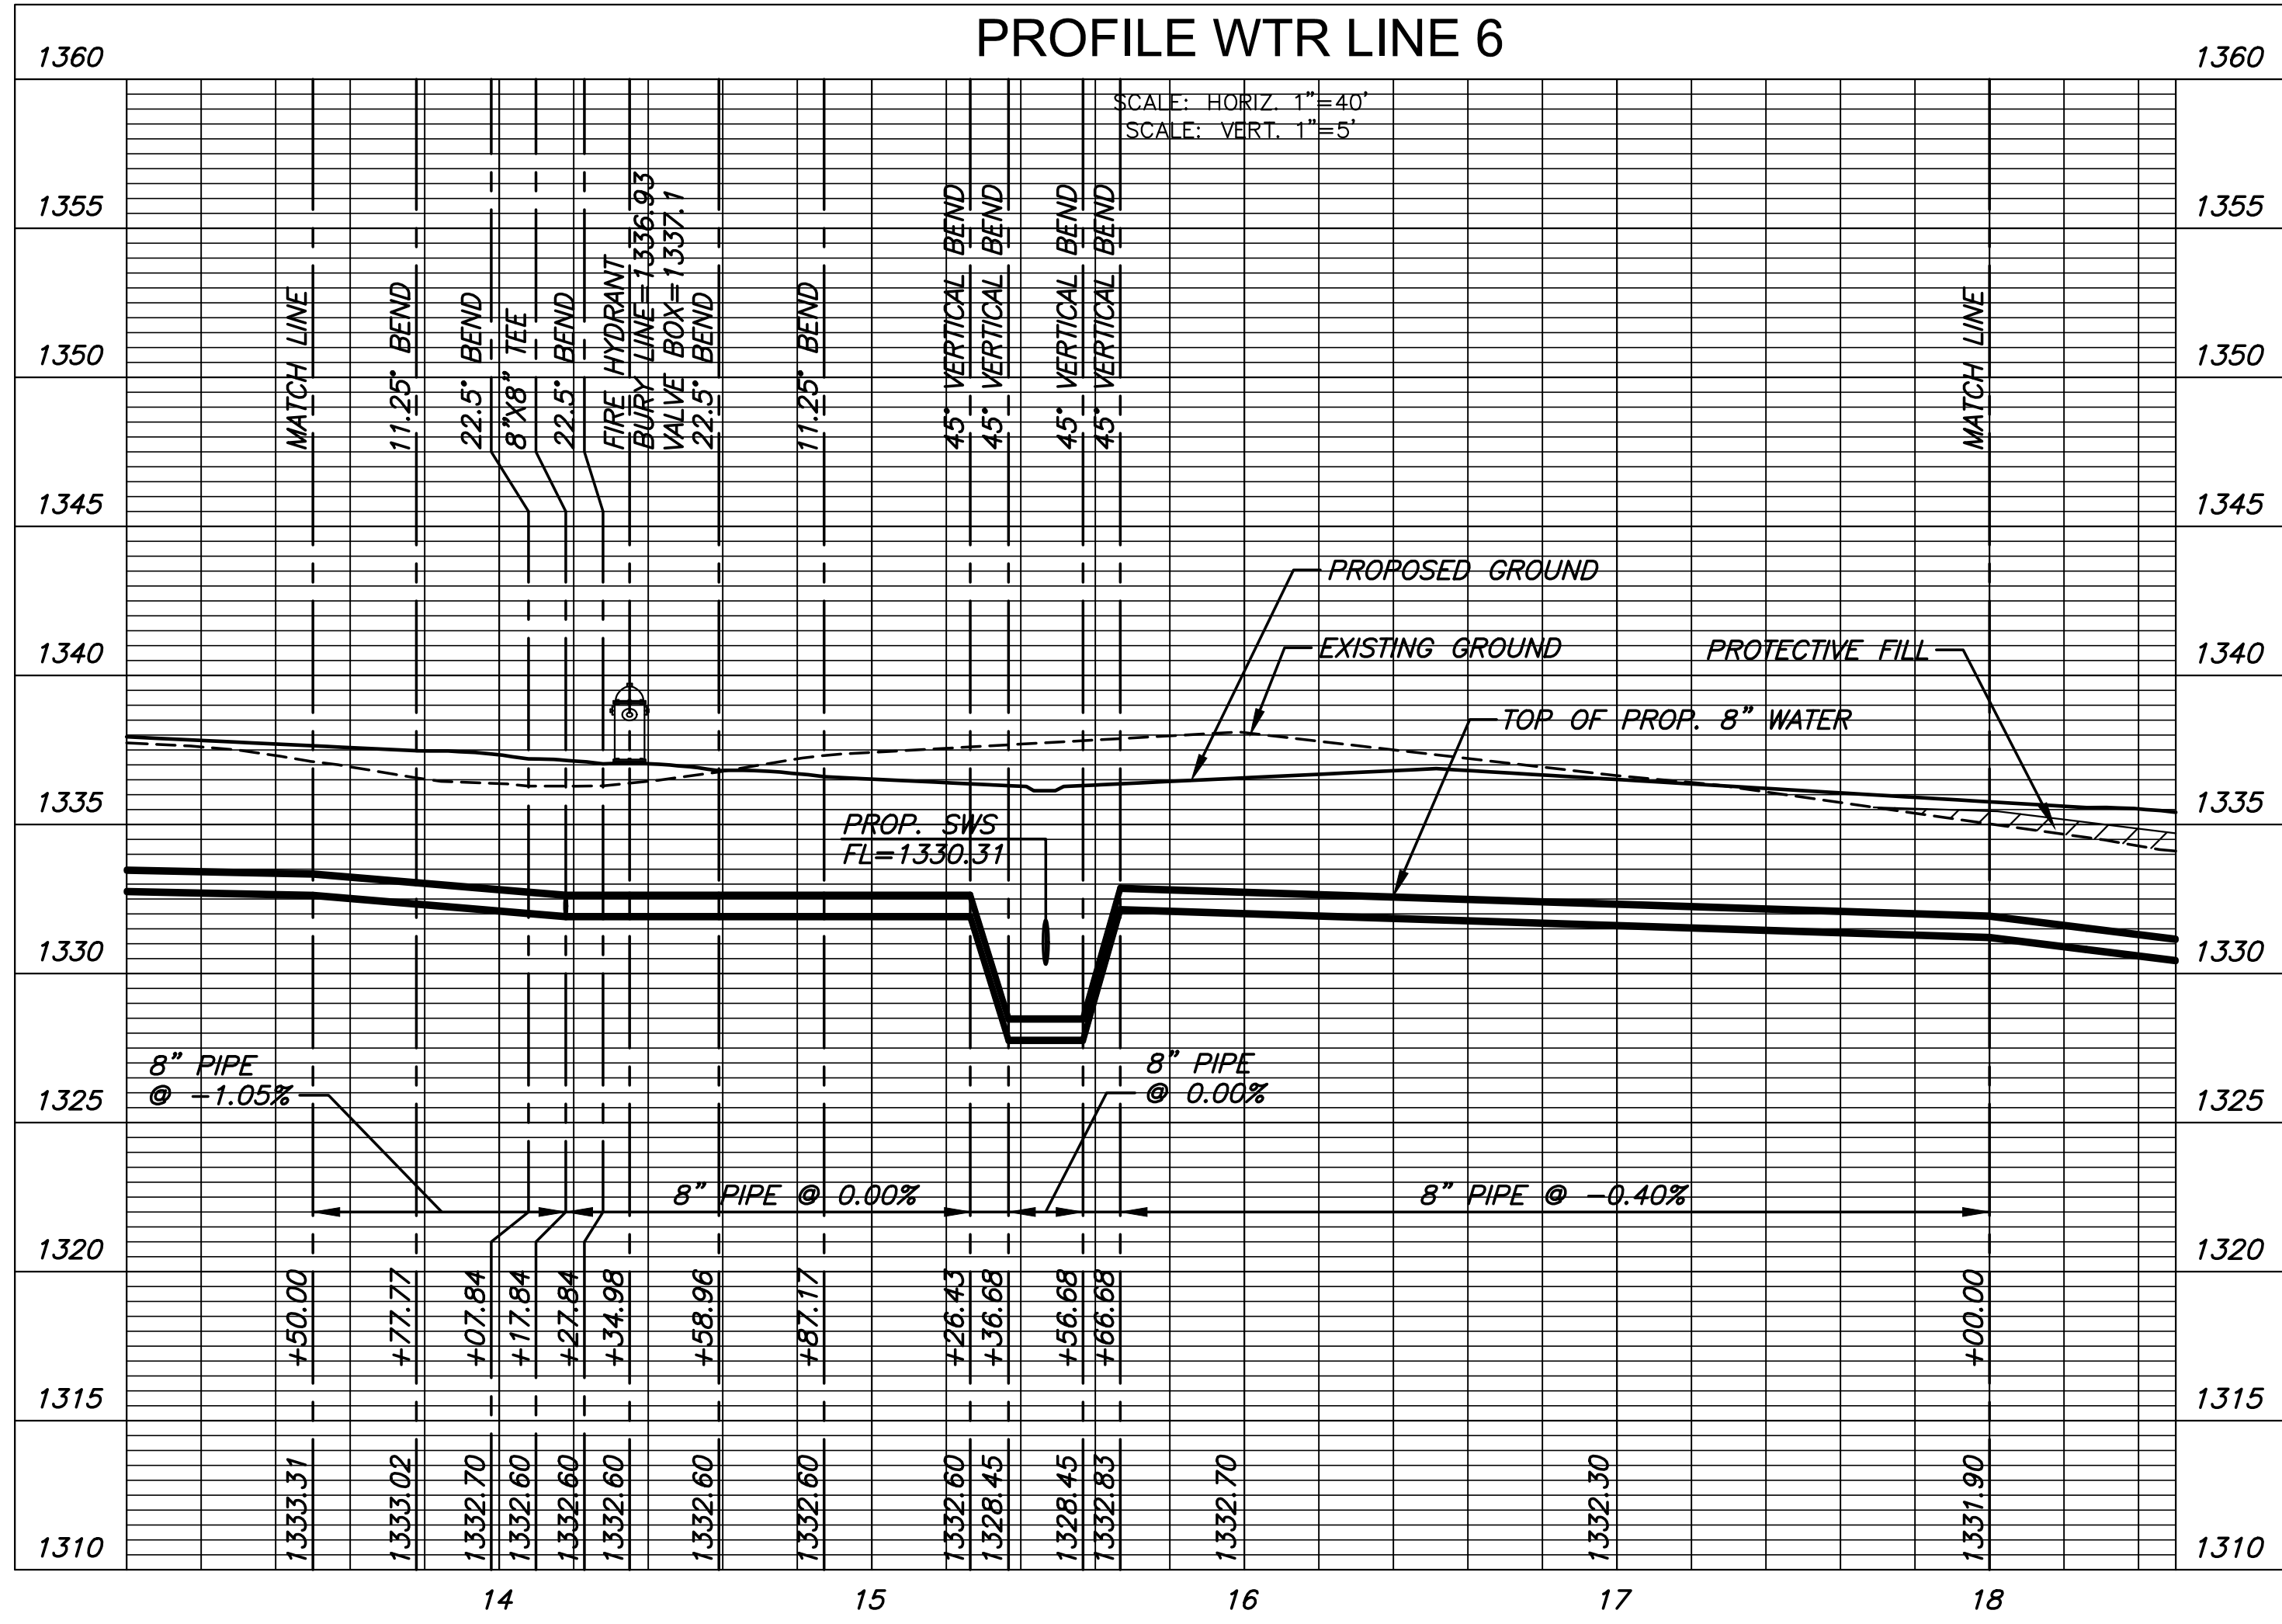 PROFILE WTR LINE 6
SCALE: HORIZ. 1"=40'
SCALE: VERT. 1"=5'
1360
1360
1355
1355
1350
1350
1345
1345
1340
1340
1335
1335
1330
1330
1325
1325
1320
1320
1315
1315
1310
1310
MATCH LINE
11.25° BEND
22.5° BEND
8"X8" TEE
22.5° BEND
FIRE HYDRANT
BURY LINE=1336.93
VALVE BOX=1337.1
22.5° BEND
11.25° BEND
45° VERTICAL BEND
45° VERTICAL BEND
45° VERTICAL BEND
45° VERTICAL BEND
MATCH LINE
PROPOSED GROUND
EXISTING GROUND
PROTECTIVE FILL
TOP OF PROP. 8" WATER
PROP. SWS
FL=1330.31
8" PIPE
@ -1.05%
8" PIPE
@ 0.00%
8" PIPE @ 0.00%
8" PIPE @ -0.40%
+50.00
+77.77
+07.84
+17.84
+27.84
+34.98
+58.96
+87.17
+26.43
+36.68
+56.68
+66.68
+00.00
1333.31
1333.02
1332.70
1332.60
1332.60
1332.60
1332.60
1332.60
1332.60
1328.45
1328.45
1332.83
1332.70
1332.30
1331.90
14
15
16
17
18